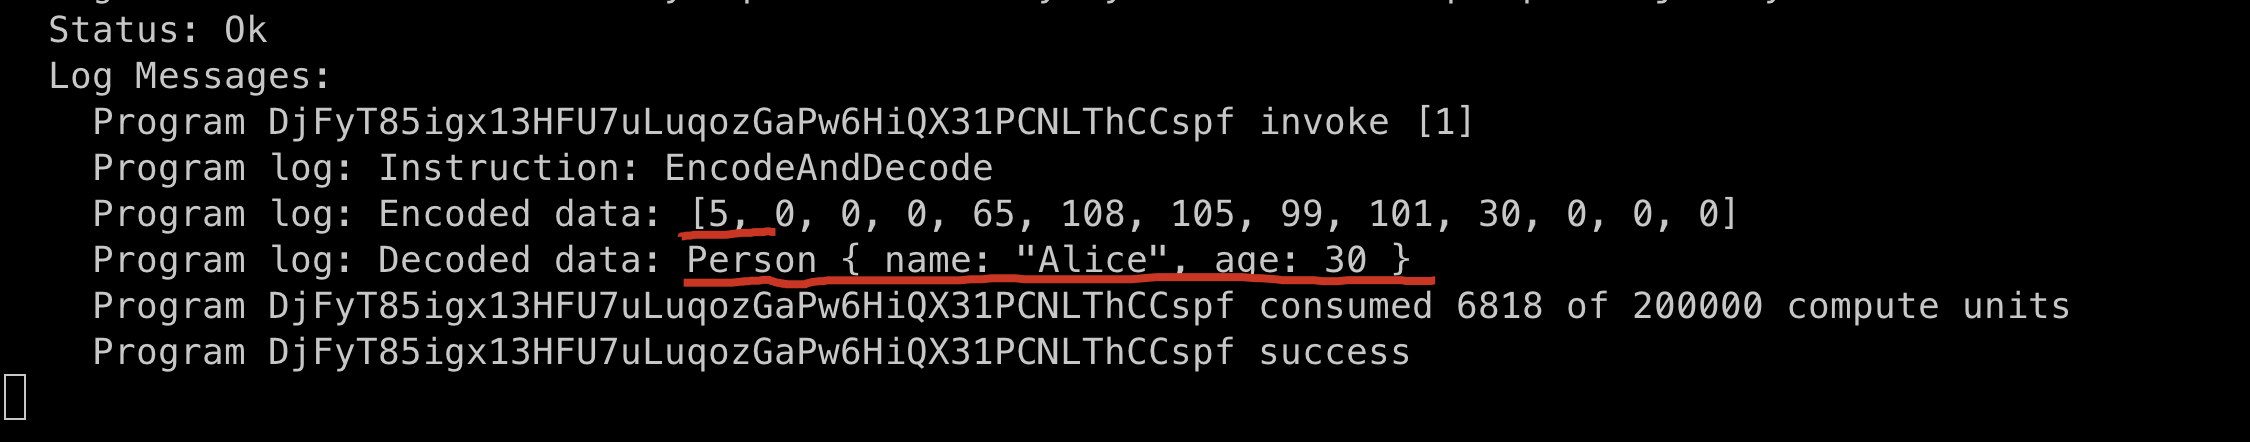 Status: Ok
Log Messages:
Program DjFyT85igx13HFU7uLuqozGaPw6HiQX31PCNLThCCspf invoke [1]
Program log: Instruction: EncodeAndDecode
Program log: Encoded data: [5, 0, 0, 0, 65, 108, 105, 99, 101, 30, 0, 0, 0]
Program log: Decoded data: Person { name: "Alice", age: 30 }
Program DjFyT85igx13HFU7uLuqozGaPw6HiQX31PCNLThCCspf consumed 6818 of 200000 compute units
Program DjFyT85igx13HFU7uLuqozGaPw6HiQX31PCNLThCCspf success